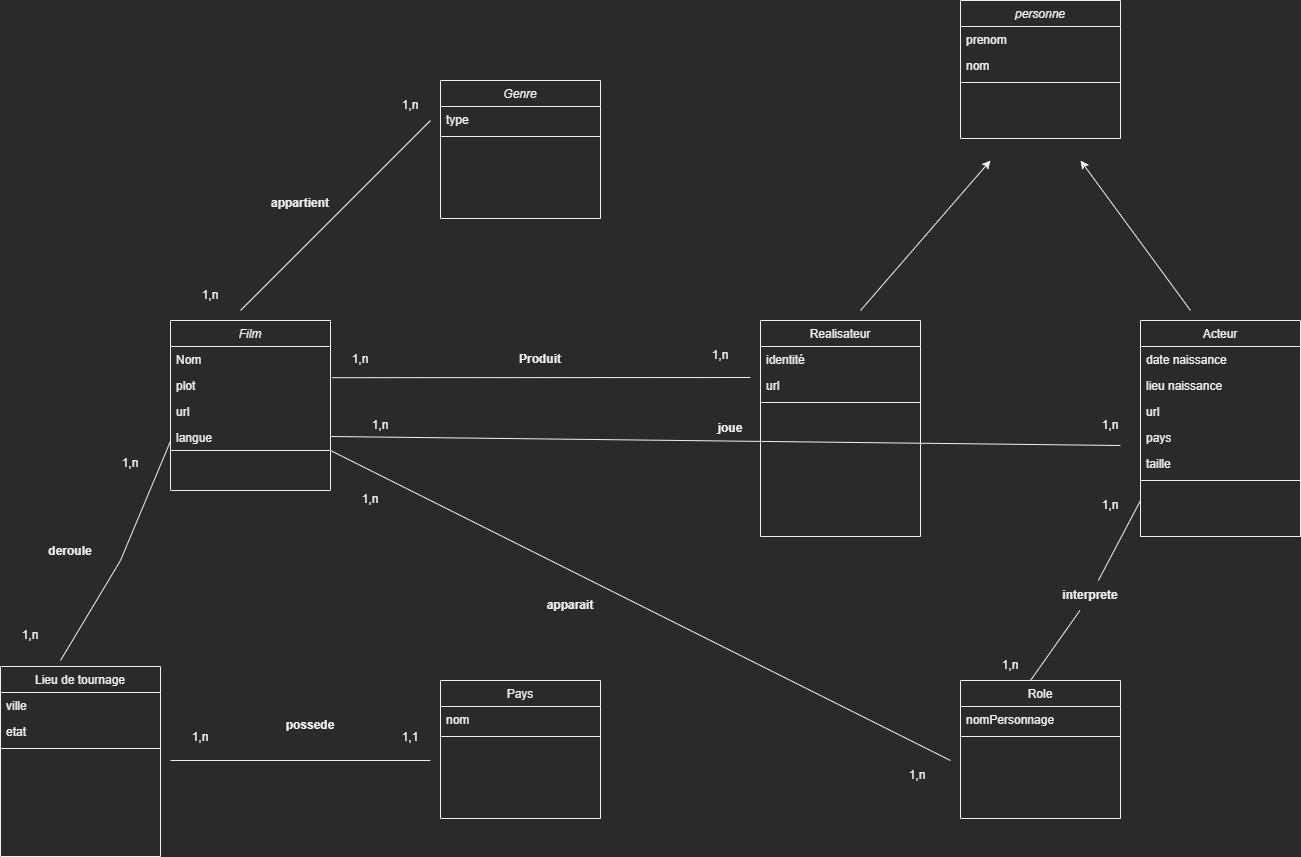 personne
prenom
nom
Genre
type
1,n
appartient
1,n
Film
Nom
plot
url
langue
1,n
Produit
1,n
Realisateur
identité
url
1,n
joue
1,n
Acteur
date naissance
lieu naissance
url
pays
taille
1,n
1,n
1,n
deroule
1,n
apparait
interprete
1,n
1,n
Lieu de tournage
ville
etat
1,n
possede
1,1
Pays
nom
Role
nomPersonnage